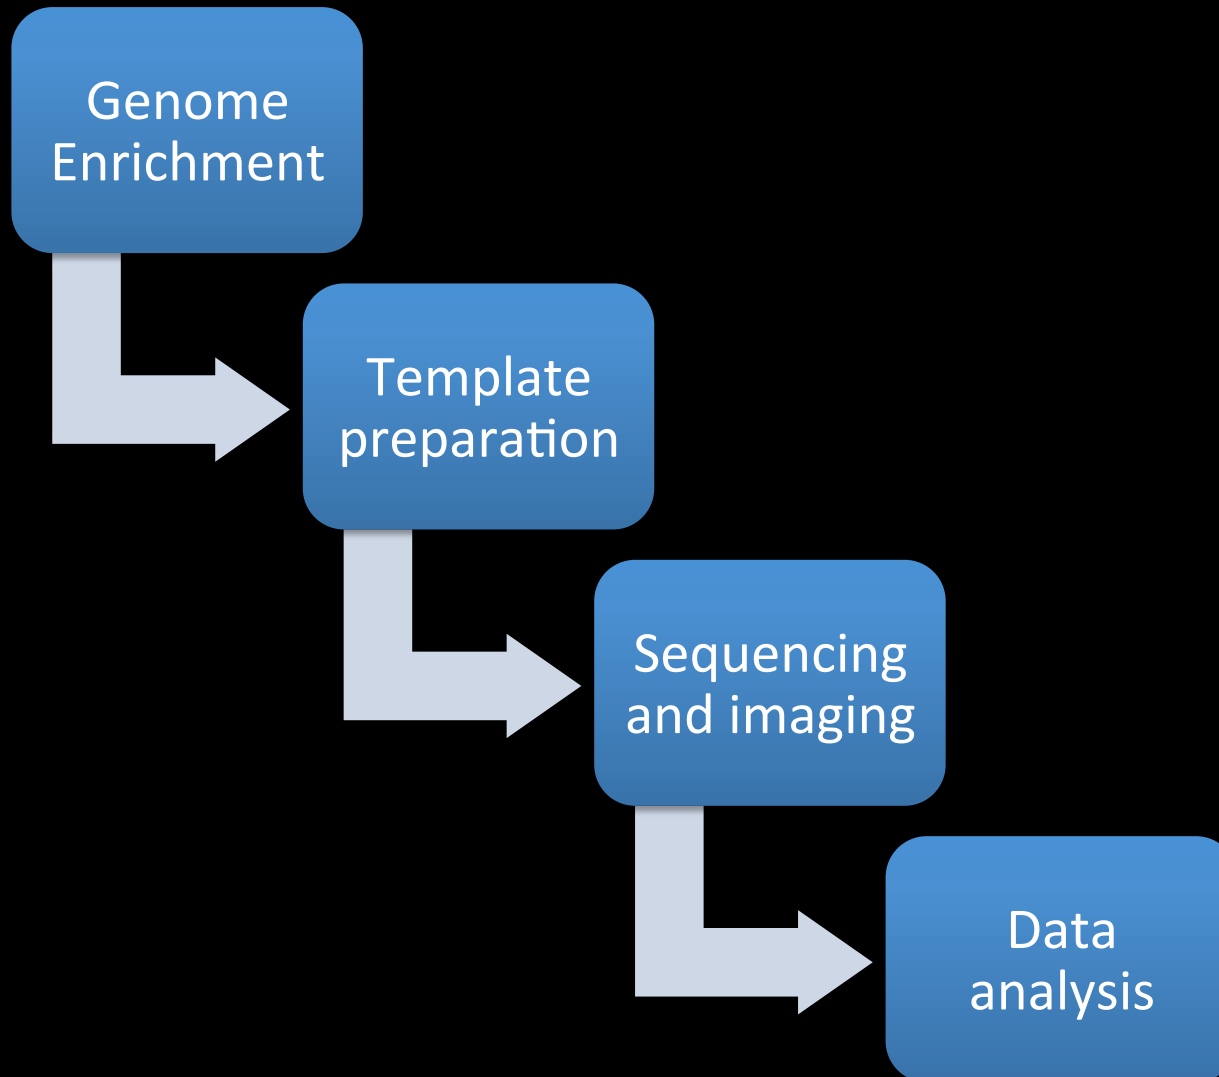 Genome
Enrichment
Template
preparation
Sequencing
and imaging
Data
analysis